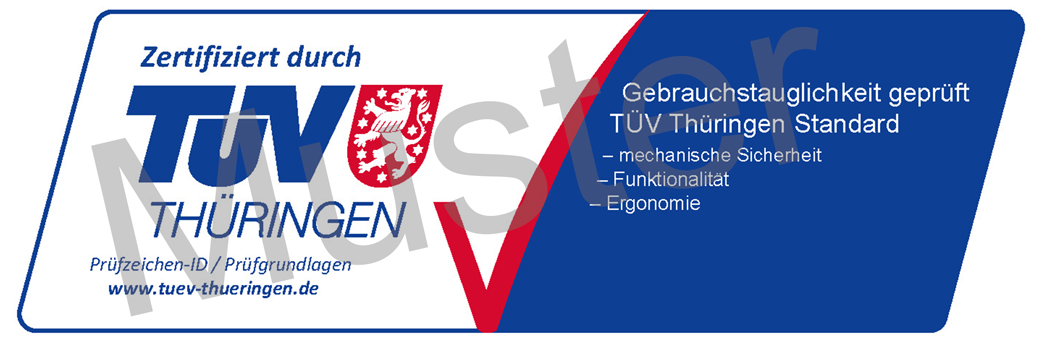 Zertifiziert durch
TÜV
THÜRINGEN
Prüfzeichen-ID / Prüfgrundlagen
www.tuev-thueringen.de
Gebrauchstauglichkeit geprüft
TÜV Thüringen Standard
– mechanische Sicherheit
– Funktionalität
– Ergonomie
Muster